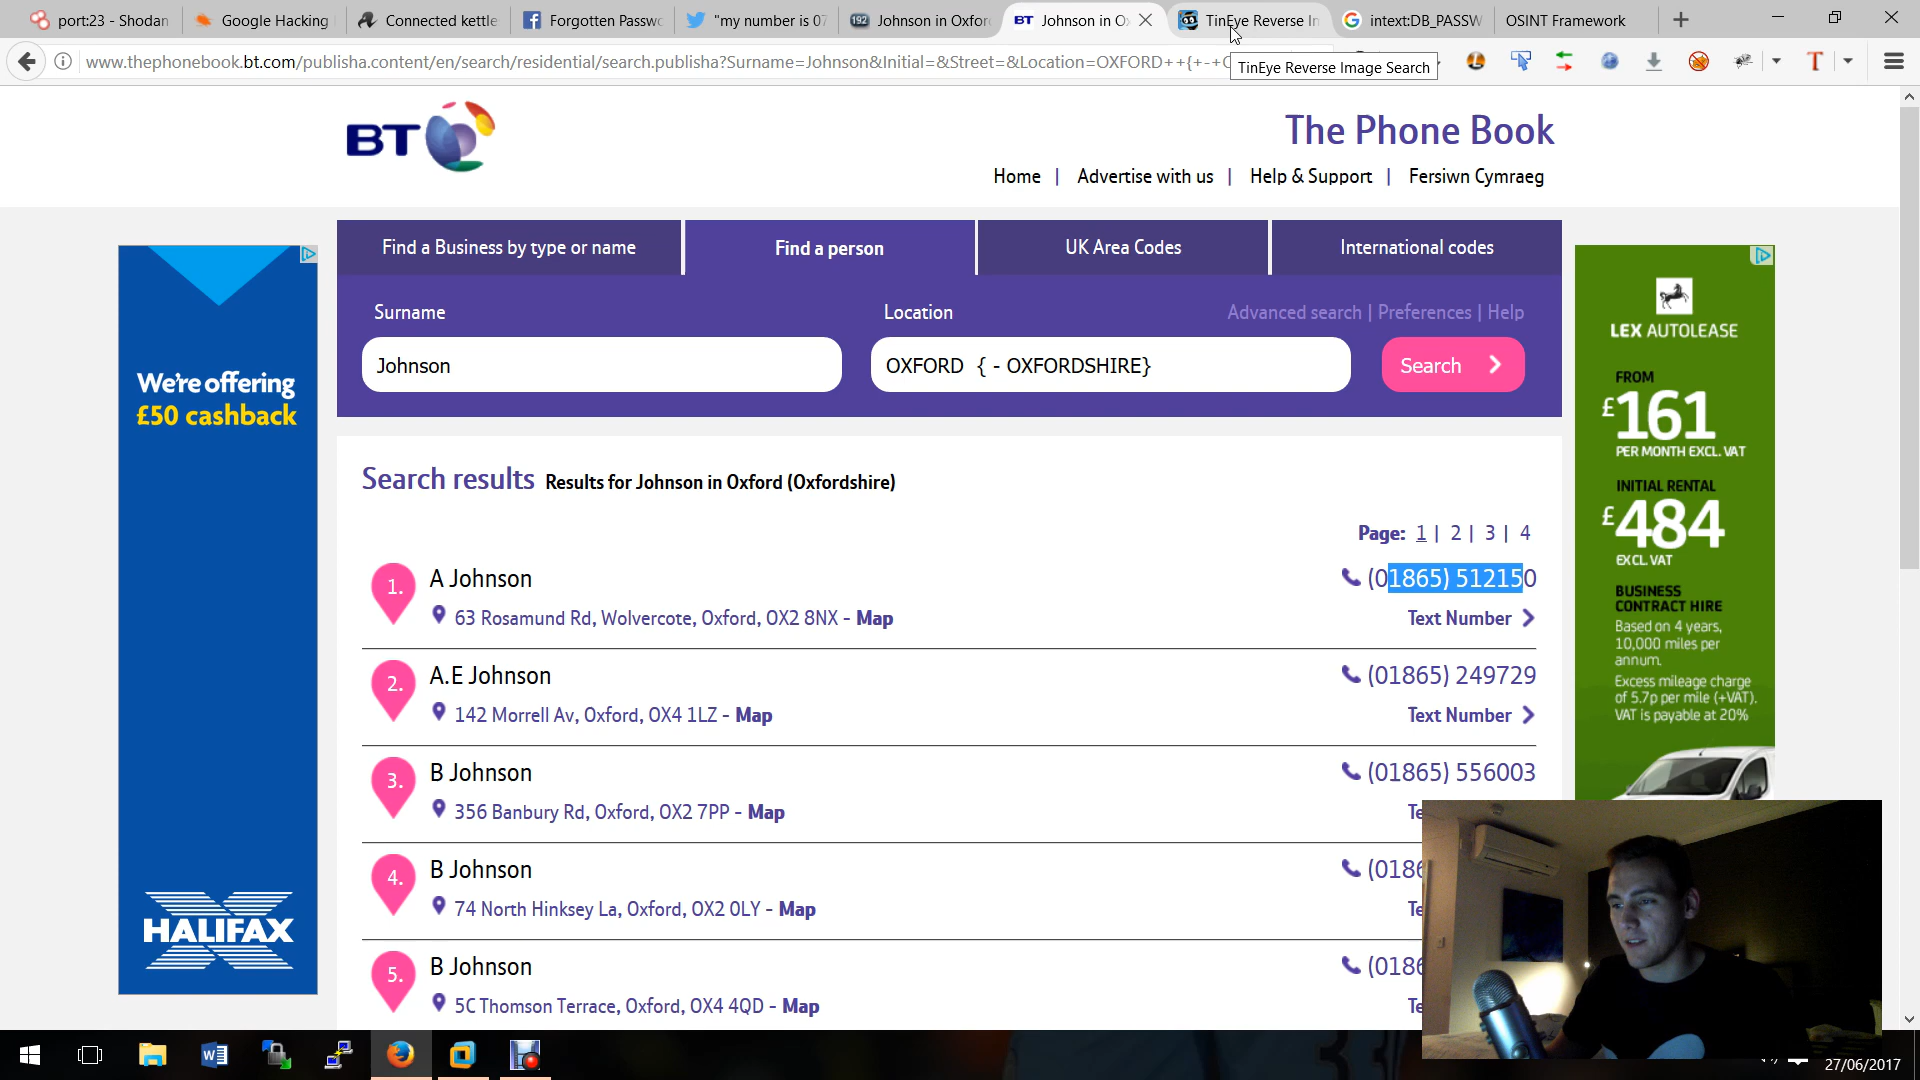 port:23 - Shodan
Google Hacking
Connected kettle
Forgotten Passwo
"my number is 07
192
Johnson in Oxfor
BT
Johnson in Ox
TinEye Reverse In
intext:DB_PASSW
OSINT Framework
www.thephonebook.bt.com/publisha.content/en/search/residential/search.publisha?Surname=Johnson&Initial=&Street=&Location=OXFORD++{+-+O
TinEye Reverse Image Search
BT
The Phone Book
Home | Advertise with us | Help & Support | Fersiwn Cymraeg
Find a Business by type or name
Find a person
UK Area Codes
International codes
Surname
Location
Advanced search | Preferences | Help
Johnson
OXFORD { - OXFORDSHIRE}
Search
Search results Results for Johnson in Oxford (Oxfordshire)
Page: 1 | 2 | 3 | 4
1. A Johnson
(01865) 512150
63 Rosamund Rd, Wolvercote, Oxford, OX2 8NX - Map
Text Number
2. A.E Johnson
(01865) 249729
142 Morrell Av, Oxford, OX4 1LZ - Map
Text Number
3. B Johnson
(01865) 556003
356 Banbury Rd, Oxford, OX2 7PP - Map
Te
4. B Johnson
(0186
74 North Hinksey La, Oxford, OX2 0LY - Map
Te
5. B Johnson
(0186
5C Thomson Terrace, Oxford, OX4 4QD - Map
Te
We're offering
£50 cashback
HALIFAX
LEX AUTOLEASE
FROM
£161
PER MONTH EXCL. VAT
INITIAL RENTAL
£484
EXCL. VAT
BUSINESS
CONTRACT HIRE
Based on 4 years,
10,000 miles per
annum.
Excess mileage charge
of 5.7p per mile (+VAT).
VAT is payable at 20%
27/06/2017